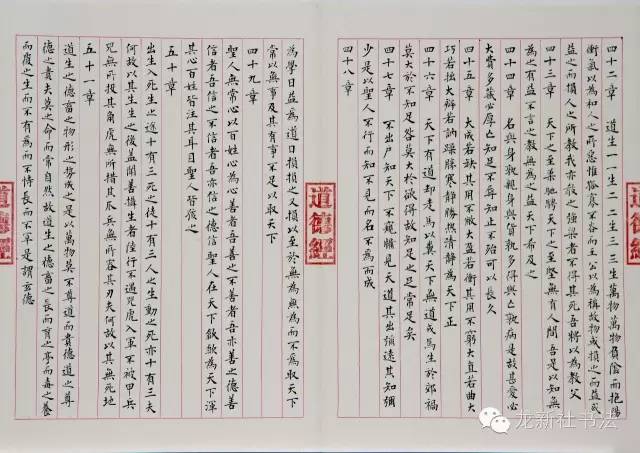 四十二章 道生一一生二二生三三生萬物萬物負陰而抱陽
衝氣以為和人之所惡惟孤寡不谷而王公以為稱故物或損之而益或
益之而損人之所教我亦教之強梁者不得其死吾將以為教父
四十三章 天下之至柔馳騁天下之至堅無有人間吾是以知無
為之有益不言之教無為之益天下希及之
四十四章 名與身孰親身與貨孰多得與亡孰病是故甚愛必
大費多藏必厚亡知足不辱知止不殆可以長久
四十五章 大成若缺其用不敝大盈若衝其用不窮大直若曲大
巧若拙大辯若訥躁勝寒靜勝熱清靜為天下正
四十六章 天下有道卻走馬以糞天下無道戎馬生於郊禍
莫大於不知足咎莫大於欲得故知足之足常足矣
四十七章 不出戶知天下不窺牖見天道其出彌遠其知彌
少是以聖人不行而知不見而名不為而成
四十八章
為學日益為道日損損之又損以至於無為無為而不為取天下
常以無事及其有事不足以取天下
四十九章
聖人無常心以百姓心為心善者吾善之不善者吾亦善之德善
信者吾信之不信者吾亦信之德信聖人在天下歙歙為天下渾
其心百姓皆注其耳目聖人皆孩之
五十章
出生入死生之徒十有三死之徒十有三人之生動之死亦十有三夫
何故以其生生之後蓋聞善攝生者陸行不遇兕虎入軍不被甲兵
兕無所投其角虎無所措其爪兵無所容其刃夫何故以其無死地
五十一章
道生之德畜之物形之勢成之是以萬物莫不尊道而貴德道之尊
德之貴夫莫之命而常自然故道生之德畜之長而育之亭而毒之養
而覆之生而不有為而不恃長而不宰是謂玄德
道德經
道德經
道德經
龙新社书法